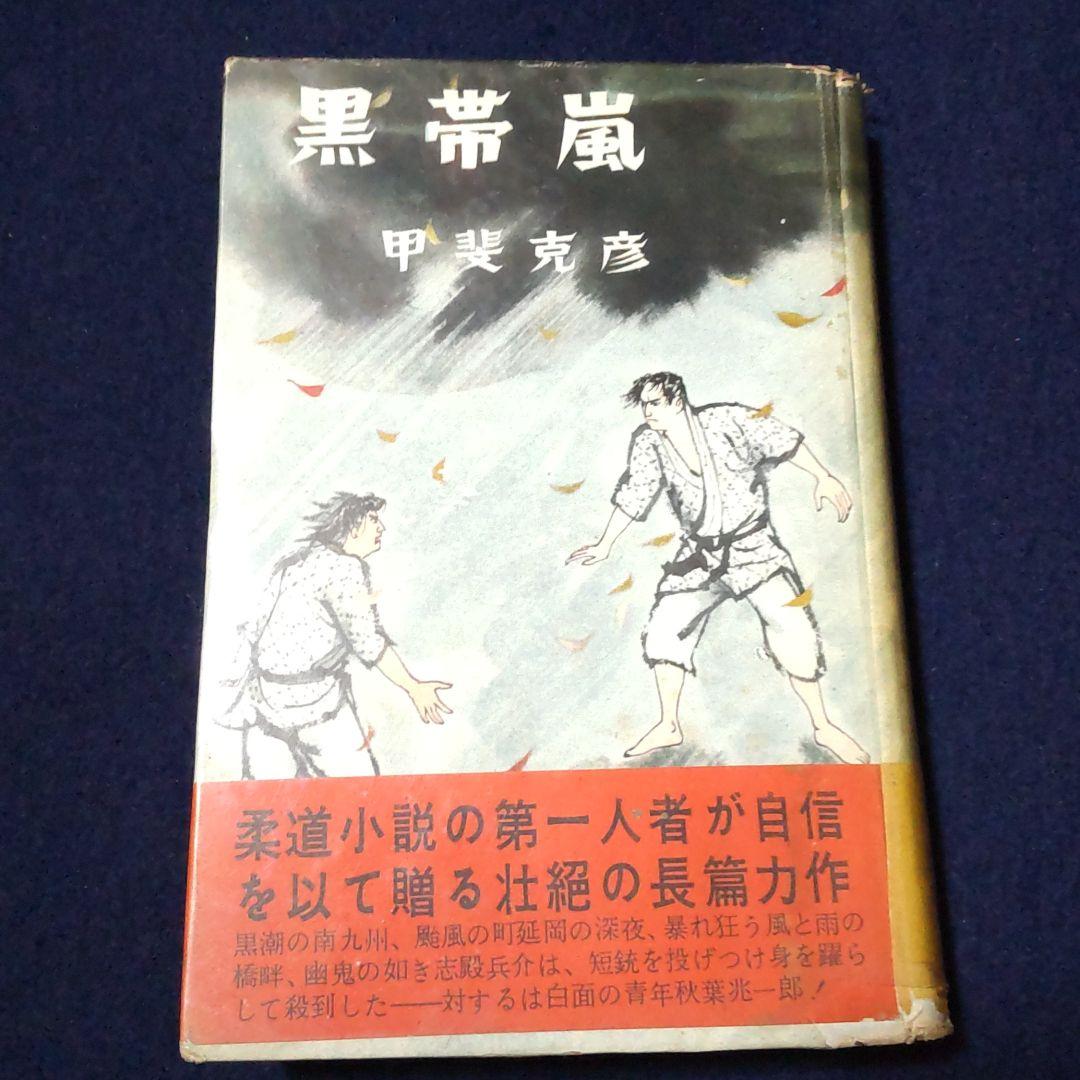 黒帯嵐
甲斐克彦
柔道小説の第一人者が自信
を以て贈る壮絶の長篇力作
黒潮の南九州、颱風の町延岡の深夜、暴れ狂う風と雨の
橋畔、幽鬼の如き志殿兵介は、短銃を投げつけ身を躍ら
して殺到した――対するは白面の青年秋葉兆一郎！